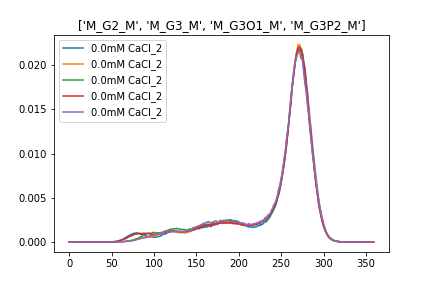 ['M_G2_M', 'M_G3_M', 'M_G3O1_M', 'M_G3P2_M']
0.0mM CaCl_2
0.0mM CaCl_2
0.0mM CaCl_2
0.0mM CaCl_2
0.0mM CaCl_2
0.020
0.015
0.010
0.005
0.000
0 50 100 150 200 250 300 350